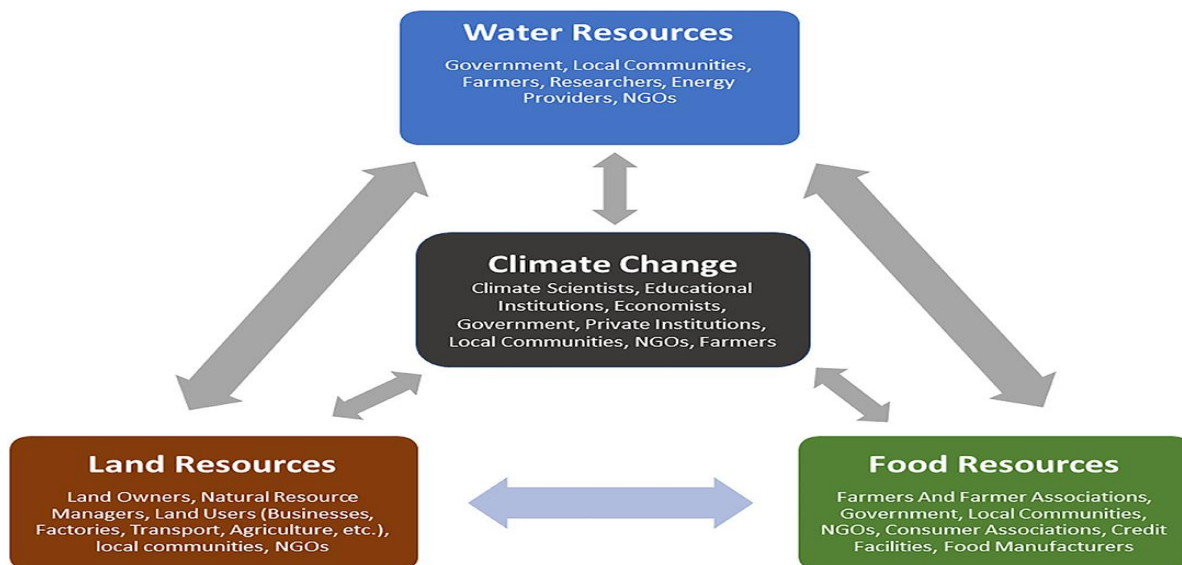 Water Resources
Government, Local Communities,
Farmers, Researchers, Energy
Providers, NGOs
Climate Change
Climate Scientists, Educational
Institutions, Economists,
Government, Private Institutions,
Local Communities, NGOs, Farmers
Land Resources
Land Owners, Natural Resource
Managers, Land Users (Businesses,
Factories, Transport, Agriculture, etc.),
local communities, NGOs
Food Resources
Farmers And Farmer Associations,
Government, Local Communities,
NGOs, Consumer Associations, Credit
Facilities, Food Manufacturers